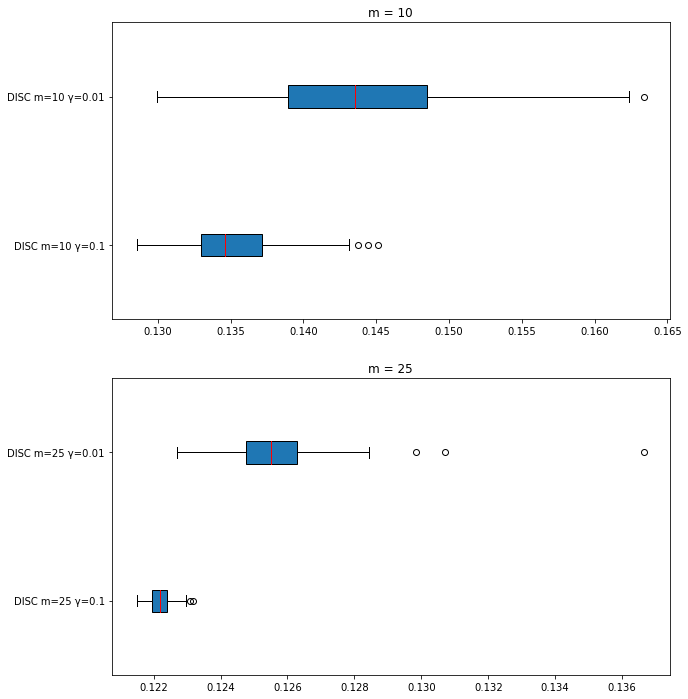 m = 10
DISC m=10 γ=0.01
DISC m=10 γ=0.1
0.130 0.135 0.140 0.145 0.150 0.155 0.160 0.165
m = 25
DISC m=25 γ=0.01
DISC m=25 γ=0.1
0.122 0.124 0.126 0.128 0.130 0.132 0.134 0.136